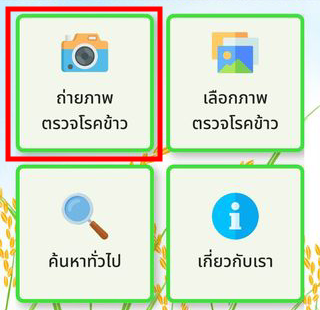 ถ่ายภาพ
ตรวจโรคข้าว
เลือกภาพ
ตรวจโรคข้าว
ค้นหาทั่วไป
เกี่ยวกับเรา